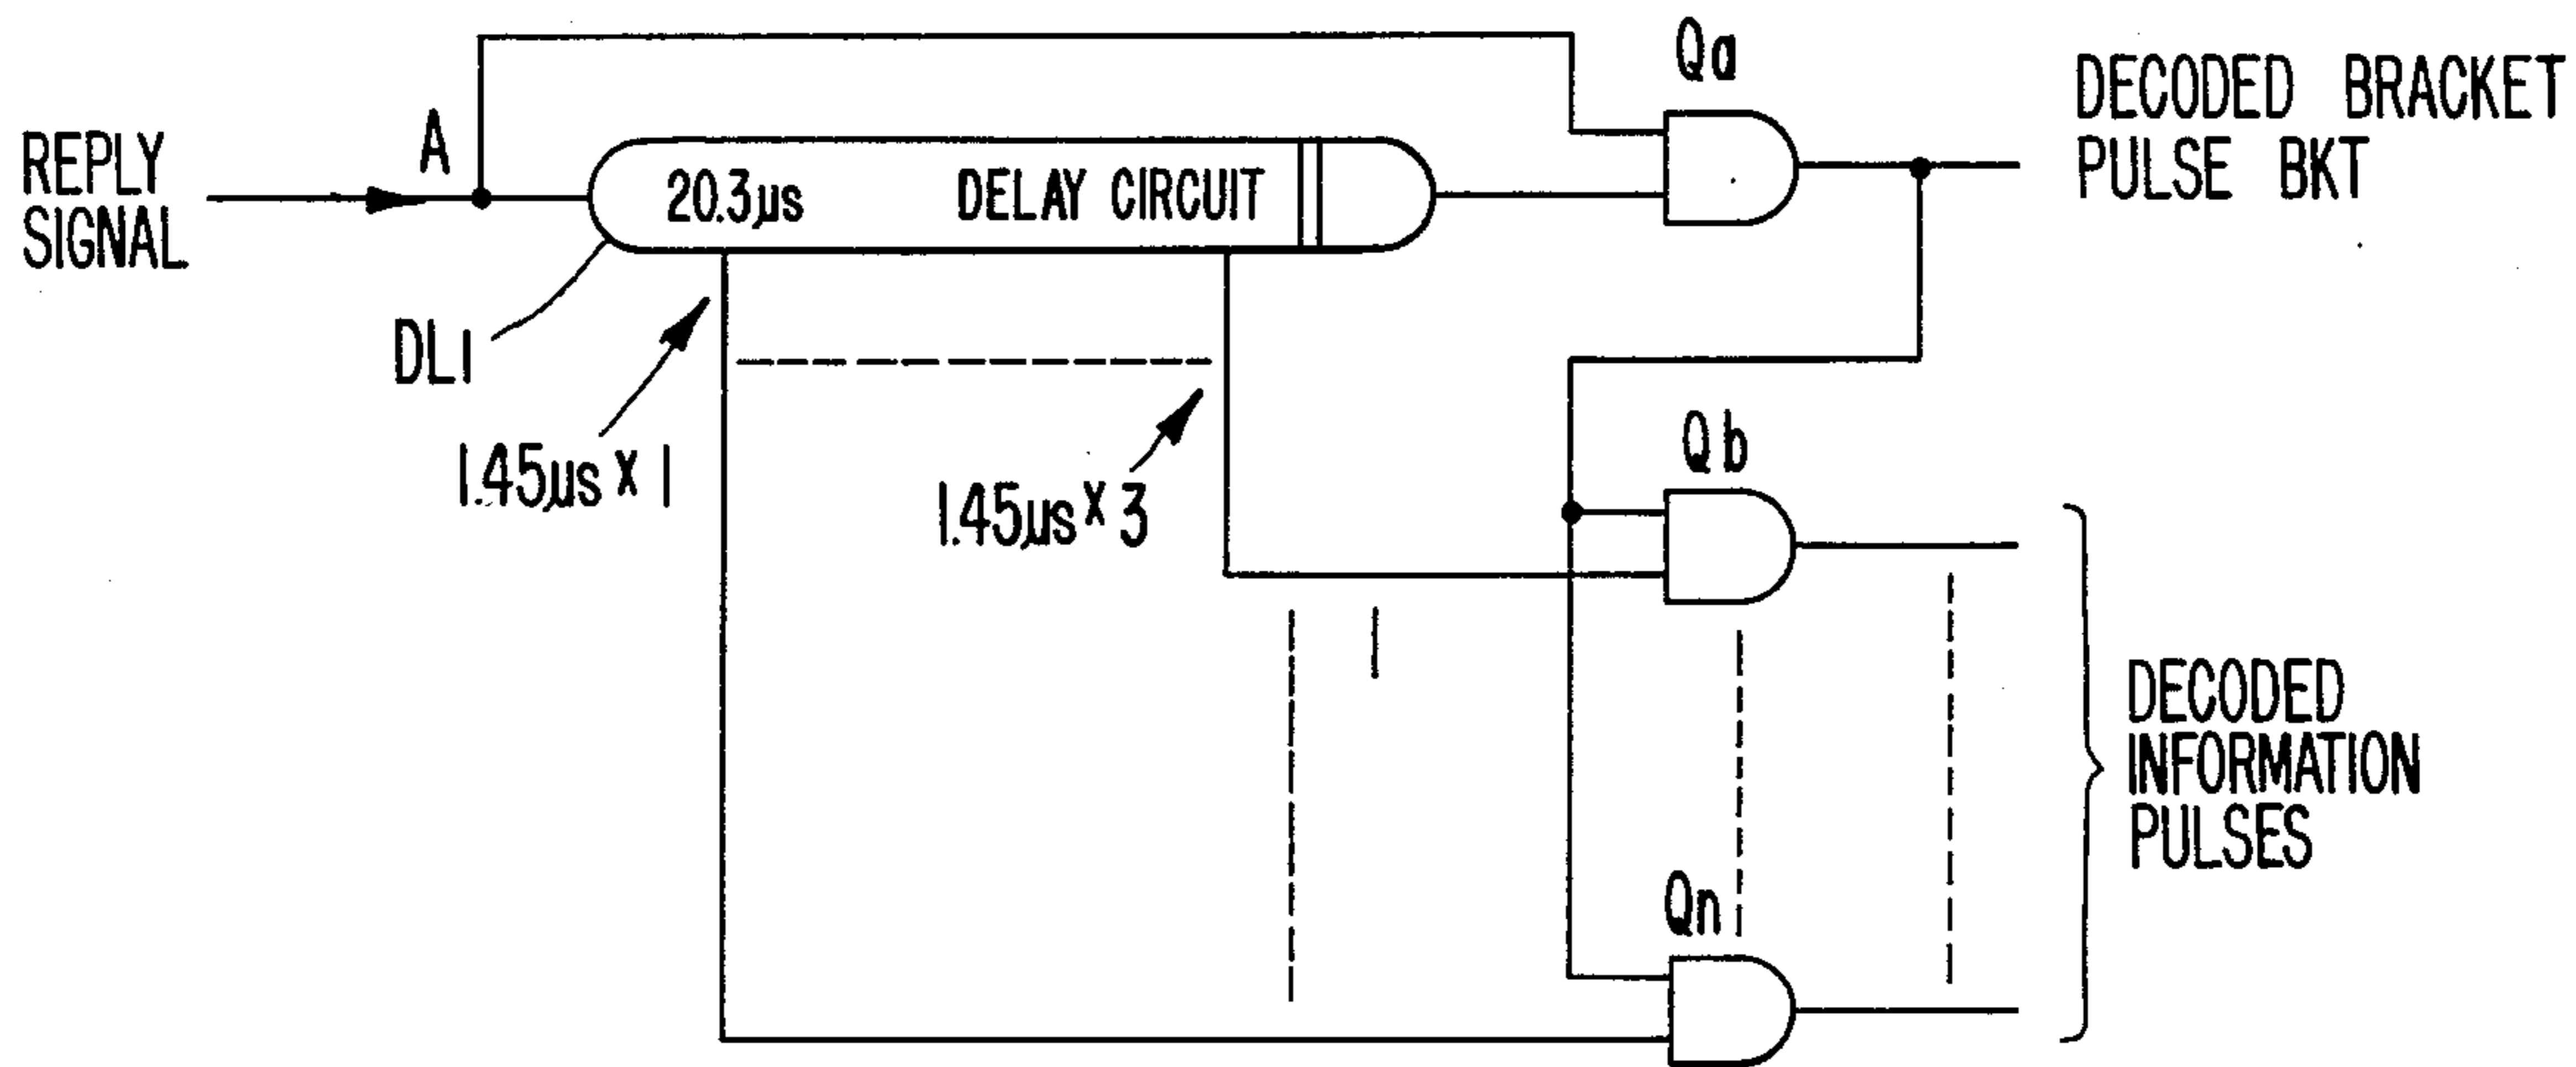 Qa
DECODED BRACKET
PULSE BKT
A
REPLY
SIGNAL
20.3µs DELAY CIRCUIT
DL1
1.45µs x 1
1.45µs x 3
Qb
Qn
DECODED
INFORMATION
PULSES